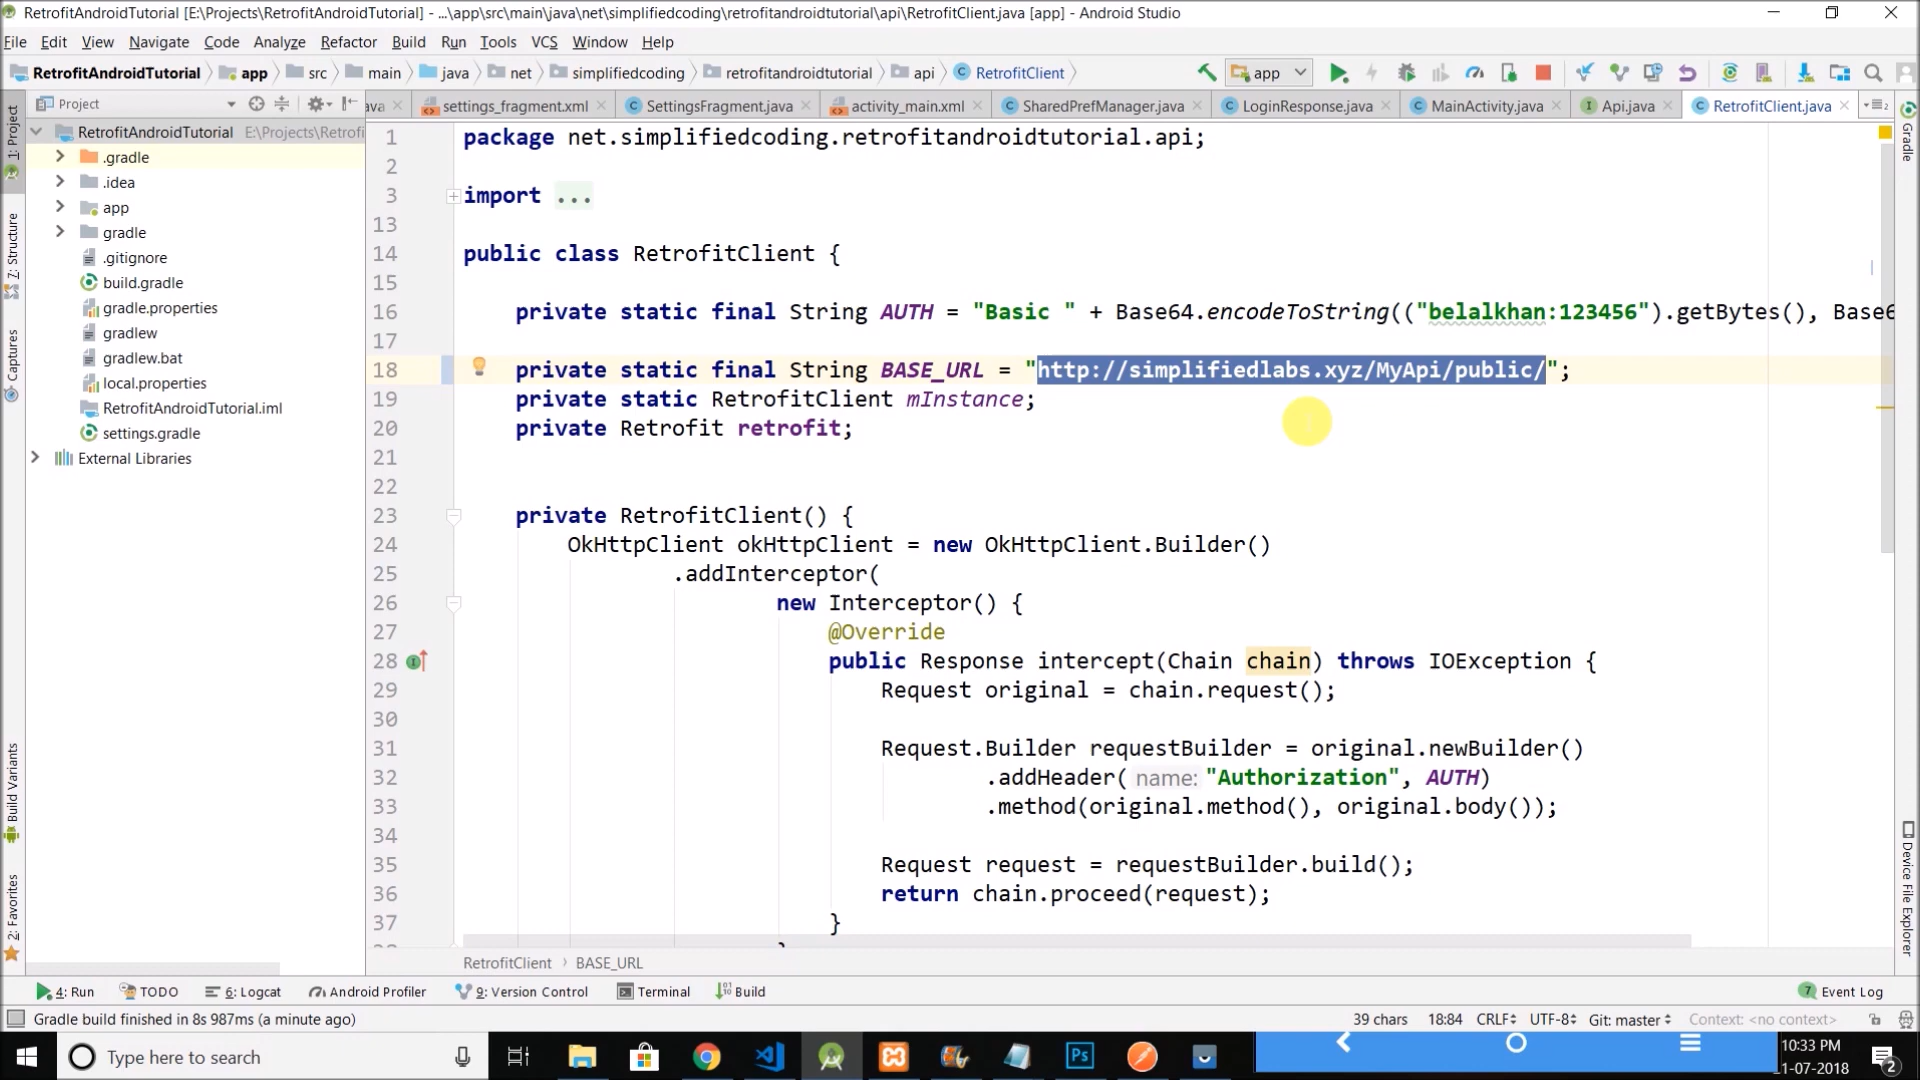 RetrofitAndroidTutorial [E:\Projects\RetrofitAndroidTutorial] - ...\app\src\main\java\net\simplifiedcoding\retrofitandroidtutorial\api\RetrofitClient.java [app] - Android Studio
File Edit View Navigate Code Analyze Refactor Build Run Tools VCS Window Help
RetrofitAndroidTutorial app src main java net simplifiedcoding retrofitandroidtutorial api RetrofitClient app
Project ava settings_fragment.xml SettingsFragment.java activity_main.xml SharedPrefManager.java LoginResponse.java MainActivity.java Api.java RetrofitClient.java
1: Project
7: Structure
Captures
Build Variants
2: Favorites
RetrofitAndroidTutorial E:\Projects\Retrofi
.gradle
.idea
app
gradle
.gitignore
build.gradle
gradle.properties
gradlew
gradlew.bat
local.properties
RetrofitAndroidTutorial.iml
settings.gradle
External Libraries
1 package net.simplifiedcoding.retrofitandroidtutorial.api;
2
3 import ...
13
14 public class RetrofitClient {
15
16 private static final String AUTH = "Basic " + Base64.encodeToString(("belalkhan:123456").getBytes(), Base6
17
18 private static final String BASE_URL = "http://simplifiedlabs.xyz/MyApi/public/";
19 private static RetrofitClient mInstance;
20 private Retrofit retrofit;
21
22
23 private RetrofitClient() {
24 OkHttpClient okHttpClient = new OkHttpClient.Builder()
25 .addInterceptor(
26 new Interceptor() {
27 @Override
28 public Response intercept(Chain chain) throws IOException {
29 Request original = chain.request();
30
31 Request.Builder requestBuilder = original.newBuilder()
32 .addHeader( name: "Authorization", AUTH)
33 .method(original.method(), original.body());
34
35 Request request = requestBuilder.build();
36 return chain.proceed(request);
37 }
RetrofitClient › BASE_URL
Gradle
Device File Explorer
4: Run TODO 6: Logcat Android Profiler 9: Version Control Terminal Build 7 Event Log
Gradle build finished in 8s 987ms (a minute ago) 39 chars 18:84 CRLF UTF-8 Git: master Context: <no context>
Type here to search
Ps
10:33 PM
1-07-2018
2